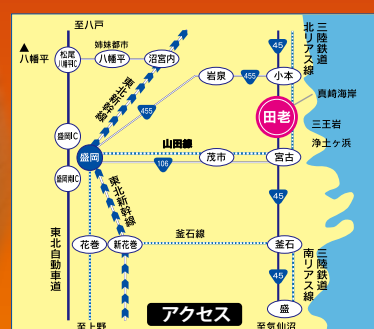 至八戸
45
三陸鉄道
北リアス線
▲
八幡平
松尾
八幡平IC
姉妹都市
八幡平
沼宮内
東北新幹線
岩泉
455
小本
455
真崎海岸
田老
盛岡IC
三王岩
山田線
浄土ヶ浜
盛岡
106
茂市
宮古
盛岡南IC
東北新幹線
45
東北自動車道
花巻
新花巻
釜石線
釜石
三陸鉄道
南リアス線
45
盛
アクセス
至上野
至気仙沼